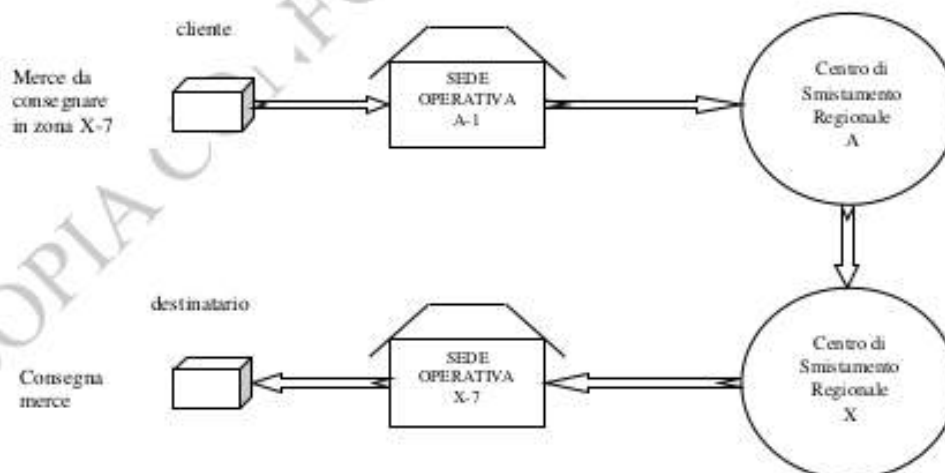 cliente
Merce da
consegnare
in zona X-7
SEDE
OPERATIVA
A-1
Centro di
Smistamento
Regionale
A
destinatario
Consegna
merce
SEDE
OPERATIVA
X-7
Centro di
Smistamento
Regionale
X